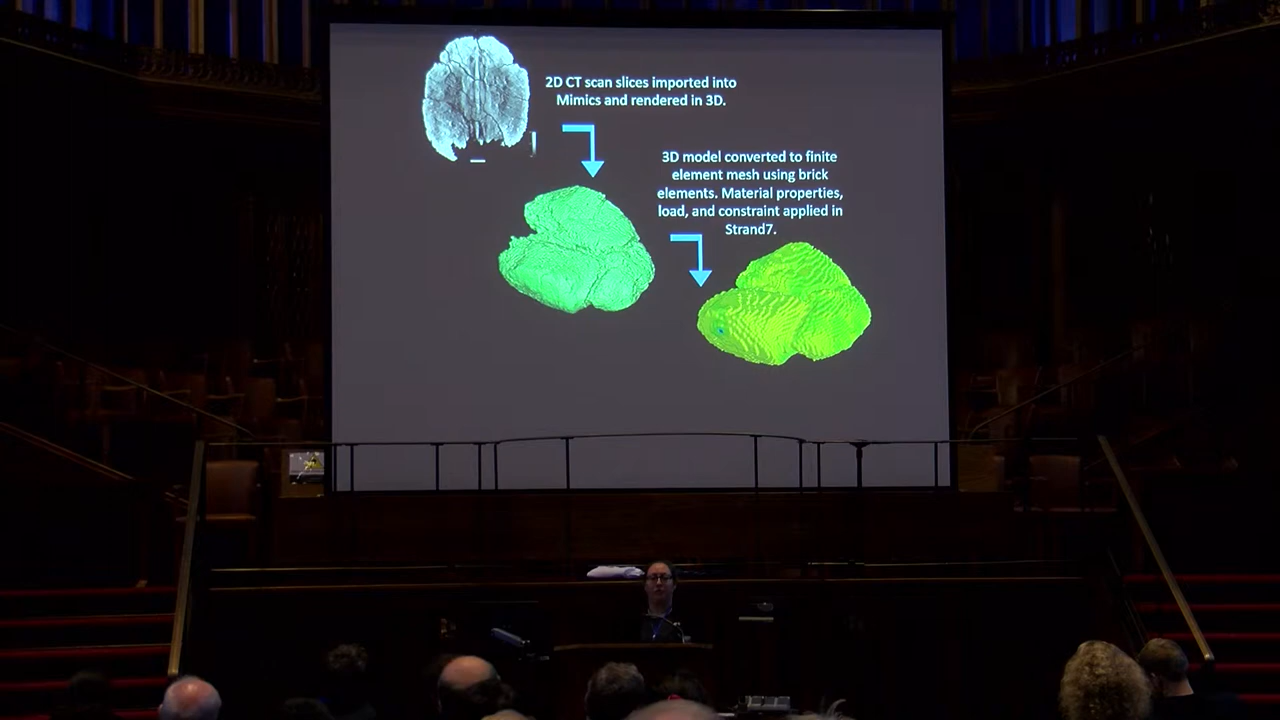 2D CT scan slices imported into
Mimics and rendered in 3D.
3D model converted to finite
element mesh using brick
elements. Material properties,
load, and constraint applied in
Strand7.